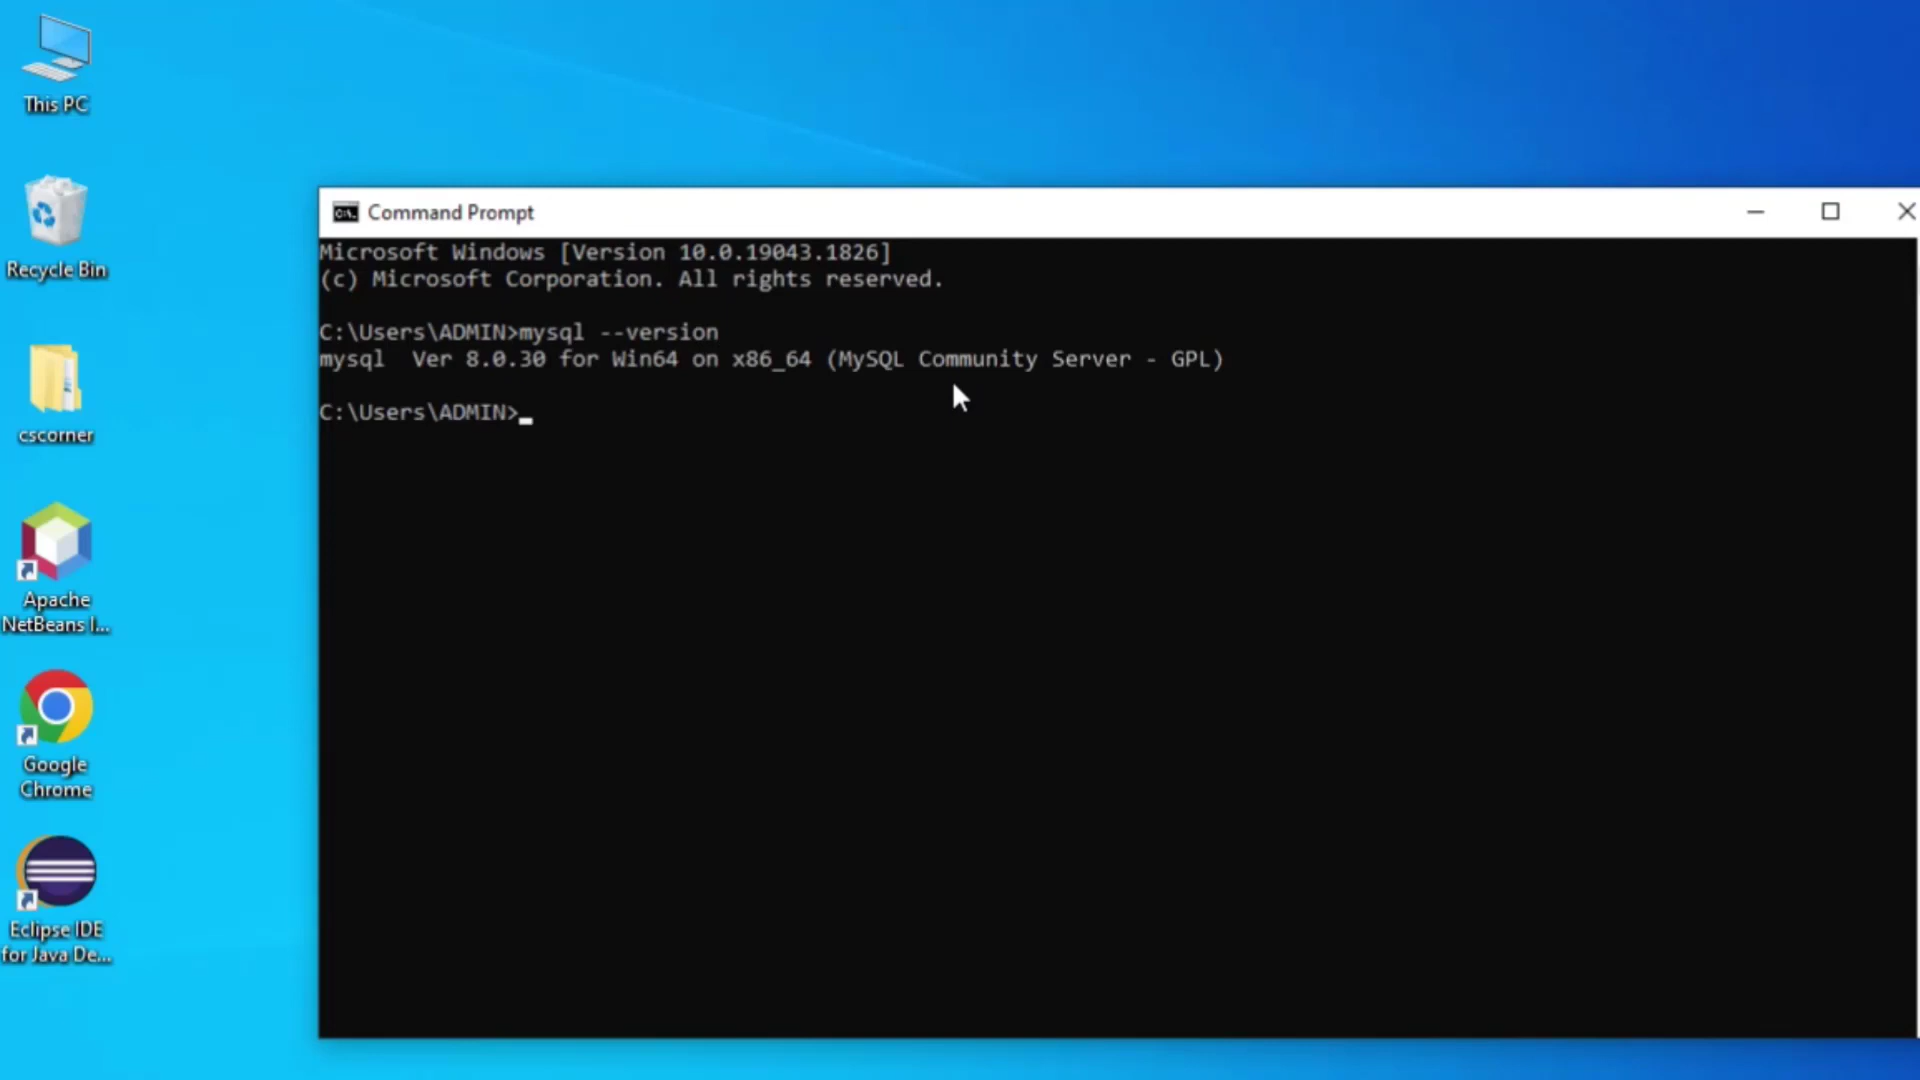 This PC
Recycle Bin
cscorner
Apache
NetBeans I...
Google
Chrome
Eclipse IDE
for Java De...
Command Prompt
Microsoft Windows [Version 10.0.19043.1826]
(c) Microsoft Corporation. All rights reserved.
C:\Users\ADMIN>mysql --version
mysql  Ver 8.0.30 for Win64 on x86_64 (MySQL Community Server - GPL)
C:\Users\ADMIN>